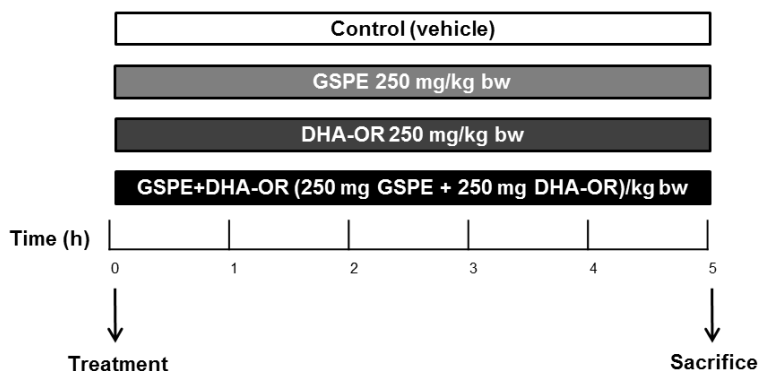 Control (vehicle)
GSPE 250 mg/kg bw
DHA-OR 250 mg/kg bw
GSPE+DHA-OR (250 mg GSPE + 250 mg DHA-OR)/kg bw
Time (h)
0 1 2 3 4 5
Treatment Sacrifice